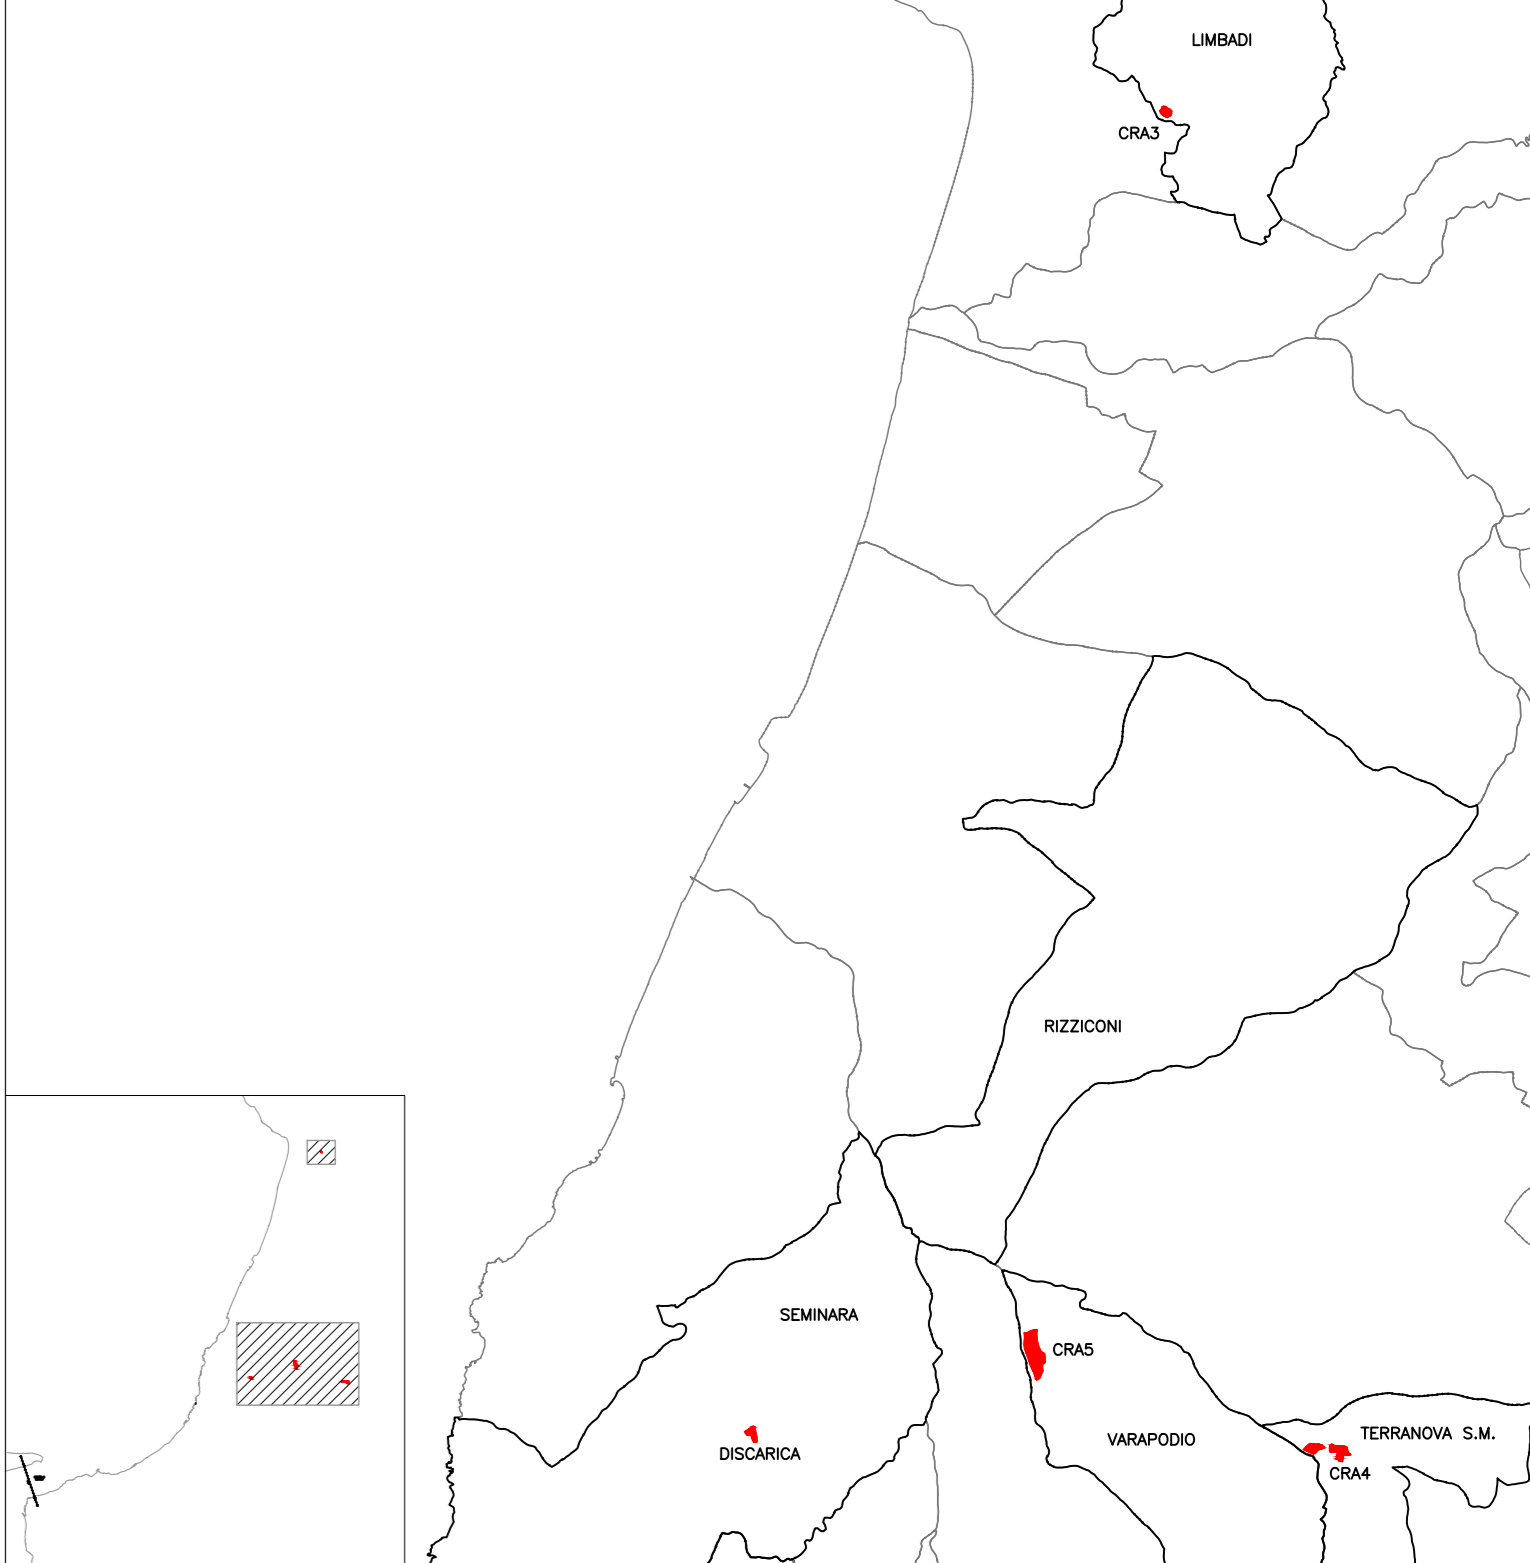 LIMBADI
CRA3
RIZZICONI
SEMINARA
CRA5
TERRANOVA S.M.
VARAPODIO
DISCARICA
CRA4